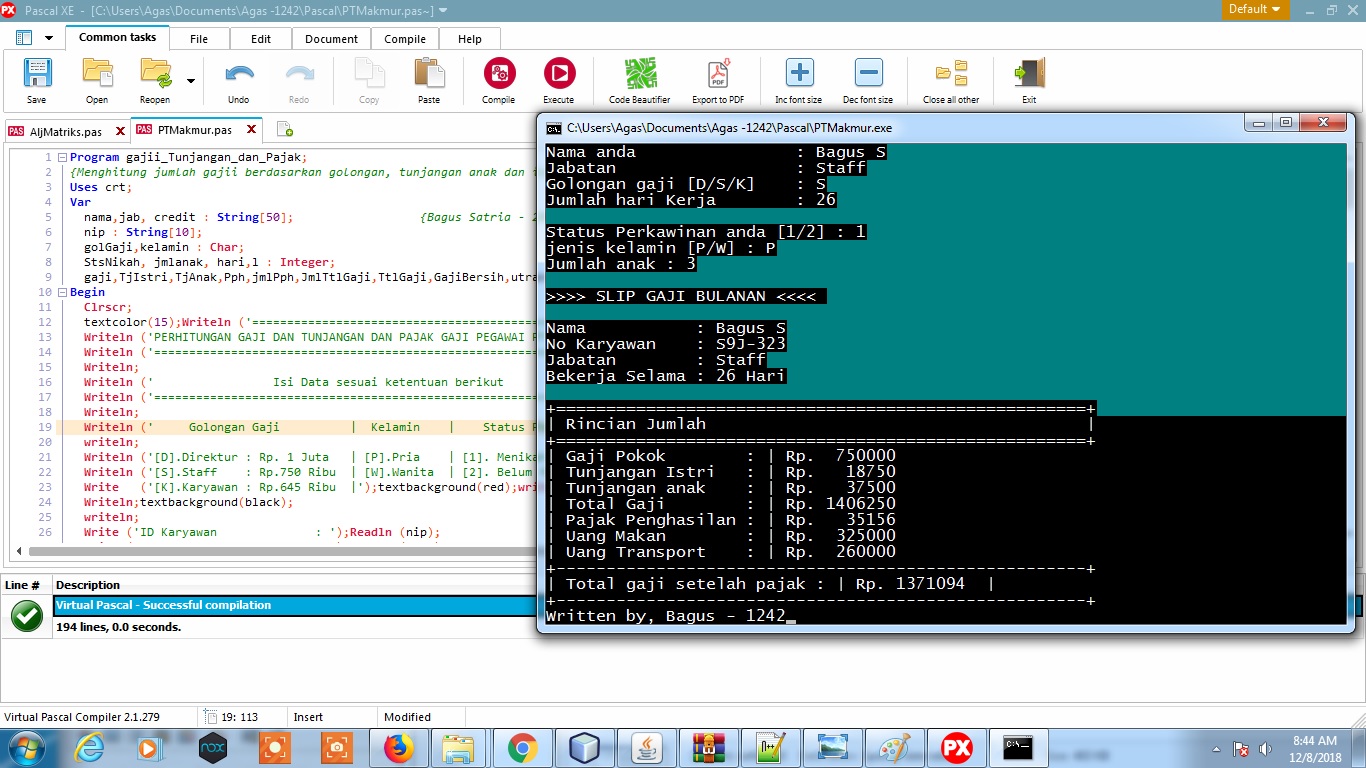 Pascal XE - [C:\Users\Agas\Documents\Agas -1242\Pascal\PTMakmur.pas~]
Default
Common tasks File Edit Document Compile Help
Save Open Reopen Undo Redo Copy Paste Compile Execute Code Beautifier Export to PDF Inc font size Dec font size Close all other Exit
PAS AljMatriks.pas PAS PTMakmur.pas
1 Program gajii_Tunjangan_dan_Pajak;
2 {Menghitung jumlah gajii berdasarkan golongan, tunjangan anak dan
3 Uses crt;
4 Var
5 nama,jab, credit : String[50]; {Bagus Satria - 2
6 nip : String[10];
7 golGaji,kelamin : Char;
8 StsNikah, jmlanak, hari,l : Integer;
9 gaji,TjIstri,TjAnak,Pph,jmlPph,JmlTtlGaji,TtlGaji,GajiBersih,utra
10 Begin
11 Clrscr;
12 textcolor(15);Writeln ('=========================================
13 Writeln ('PERHITUNGAN GAJI DAN TUNJANGAN DAN PAJAK GAJI PEGAWAI P
14 Writeln ('=======================================================
15 Writeln;
16 Writeln (' Isi Data sesuai ketentuan berikut
17 Writeln ('=======================================================
18 Writeln;
19 Writeln (' Golongan Gaji | Kelamin | Status P
20 writeln;
21 Writeln ('[D].Direktur : Rp. 1 Juta | [P].Pria | [1]. Menika
22 Writeln ('[S].Staff : Rp.750 Ribu | [W].Wanita | [2]. Belum
23 Write ('[K].Karyawan : Rp.645 Ribu |');textbackground(red);wri
24 Writeln;textbackground(black);
25 writeln;
26 Write ('ID Karyawan : ');Readln (nip);
C:\Users\Agas\Documents\Agas -1242\Pascal\PTMakmur.exe
Nama anda : Bagus S
Jabatan : Staff
Golongan gaji [D/S/K] : S
Jumlah hari Kerja : 26
Status Perkawinan anda [1/2] : 1
jenis kelamin [P/W] : P
Jumlah anak : 3
>>>> SLIP GAJI BULANAN <<<<
Nama : Bagus S
No Karyawan : S9J-323
Jabatan : Staff
Bekerja Selama : 26 Hari
+=====================================================+
| Rincian Jumlah |
+=====================================================+
| Gaji Pokok : | Rp. 750000
| Tunjangan Istri : | Rp. 18750
| Tunjangan anak : | Rp. 37500
| Total Gaji : | Rp. 1406250
| Pajak Penghasilan : | Rp. 35156
| Uang Makan : | Rp. 325000
| Uang Transport : | Rp. 260000
+-----------------------------------------------------+
| Total gaji setelah pajak : | Rp. 1371094 |
+-----------------------------------------------------+
Written by, Bagus - 1242_
Line # Description
Virtual Pascal - Successful compilation
194 lines, 0.0 seconds.
Virtual Pascal Compiler 2.1.279 19: 113 Insert Modified
8:44 AM
12/8/2018